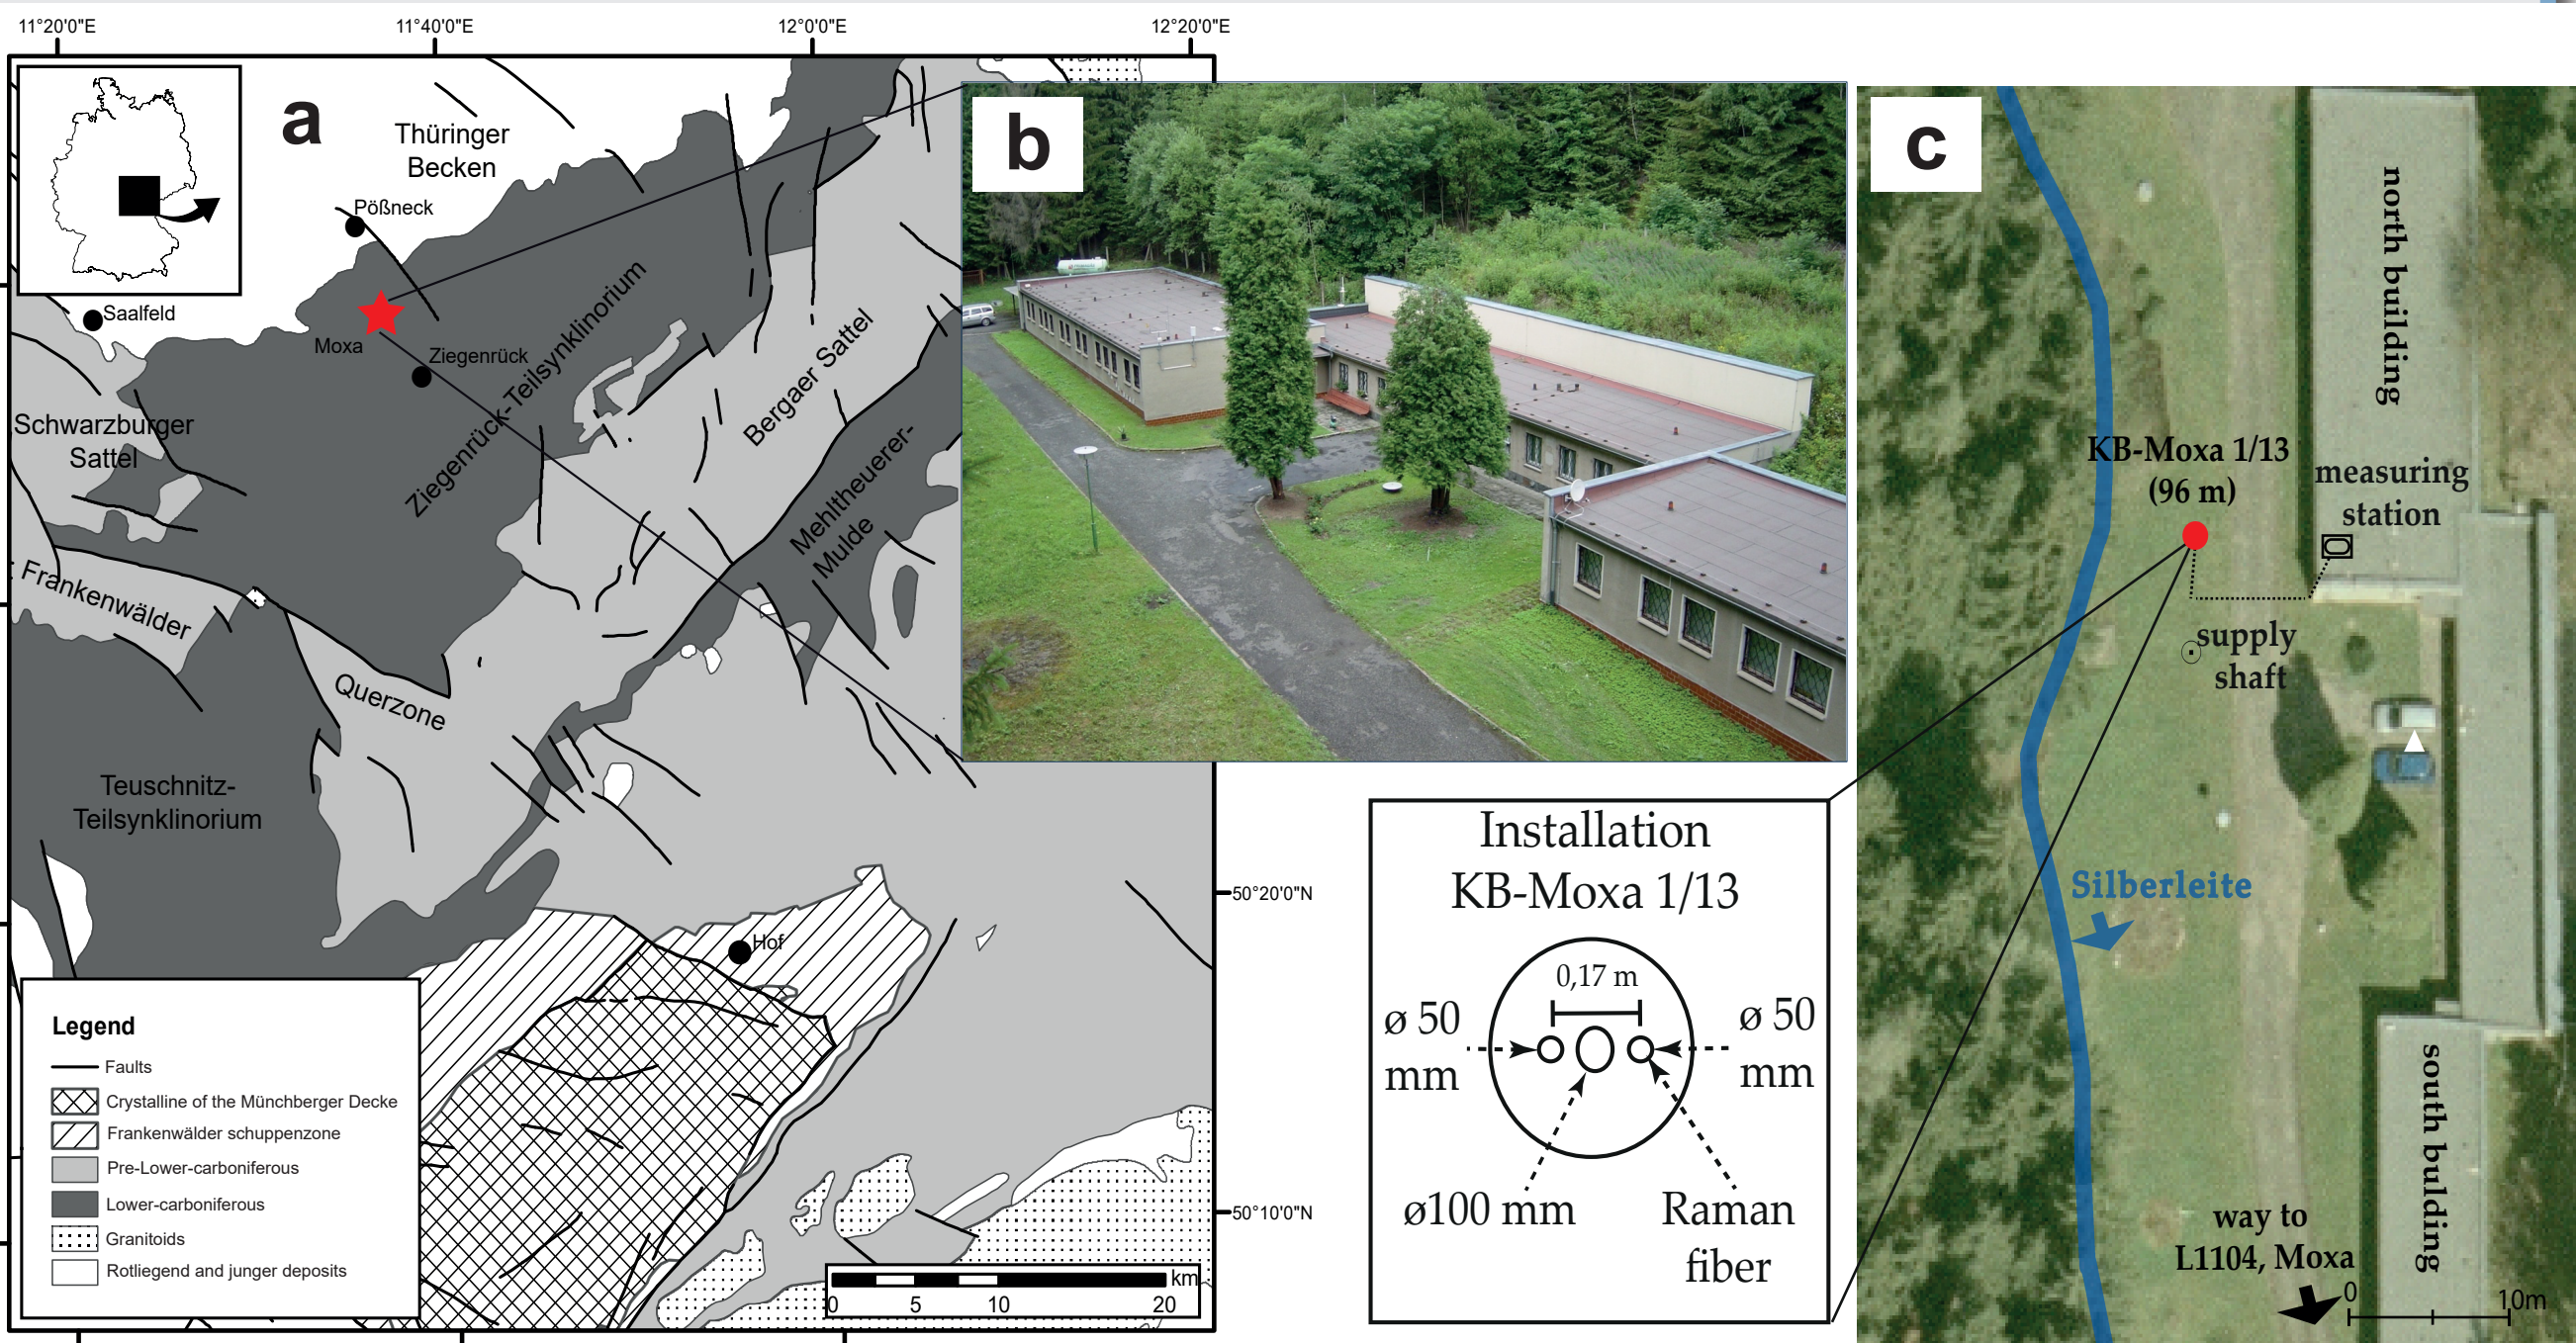 11°20'0"E
11°40'0"E
12°0'0"E
12°20'0"E
a
Thüringer
Becken
Pößneck
Saalfeld
Moxa
Ziegenrück
Ziegenrück-Teilsynklinorium
Bergaer Sattel
Schwarzburger
Sattel
Mehltheuerer-
Mulde
Frankenwälder
Querzone
Teuschnitz-
Teilsynklinorium
Hof
50°20'0"N
50°10'0"N
Legend
Faults
Crystalline of the Münchberger Decke
Frankenwälder schuppenzone
Pre-Lower-carboniferous
Lower-carboniferous
Granitoids
Rotliegend and junger deposits
km
0 5 10 20
b
Installation
KB-Moxa 1/13
0,17 m
ø 50
mm
ø 50
mm
ø100 mm
Raman
fiber
c
north building
KB-Moxa 1/13
(96 m)
measuring
station
supply
shaft
Silberleite
south bulding
way to
L1104, Moxa
0 10m